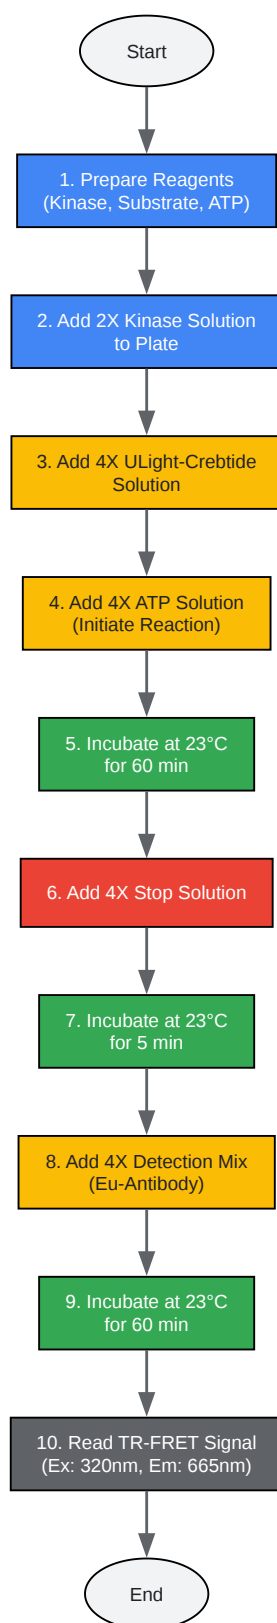 Start
1. Prepare Reagents
(Kinase, Substrate, ATP)
2. Add 2X Kinase Solution
to Plate
3. Add 4X ULight-Crebtide
Solution
4. Add 4X ATP Solution
(Initiate Reaction)
5. Incubate at 23°C
for 60 min
6. Add 4X Stop Solution
7. Incubate at 23°C
for 5 min
8. Add 4X Detection Mix
(Eu-Antibody)
9. Incubate at 23°C
for 60 min
10. Read TR-FRET Signal
(Ex: 320nm, Em: 665nm)
End